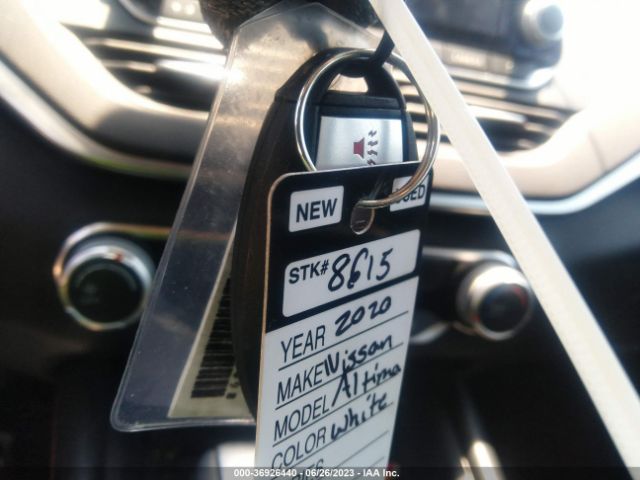 NEW USED
STK# 8615
YEAR 2020
MAKE Nissan
MODEL Altima
COLOR White
000-36926440 - 06/26/2023 - IAA Inc.